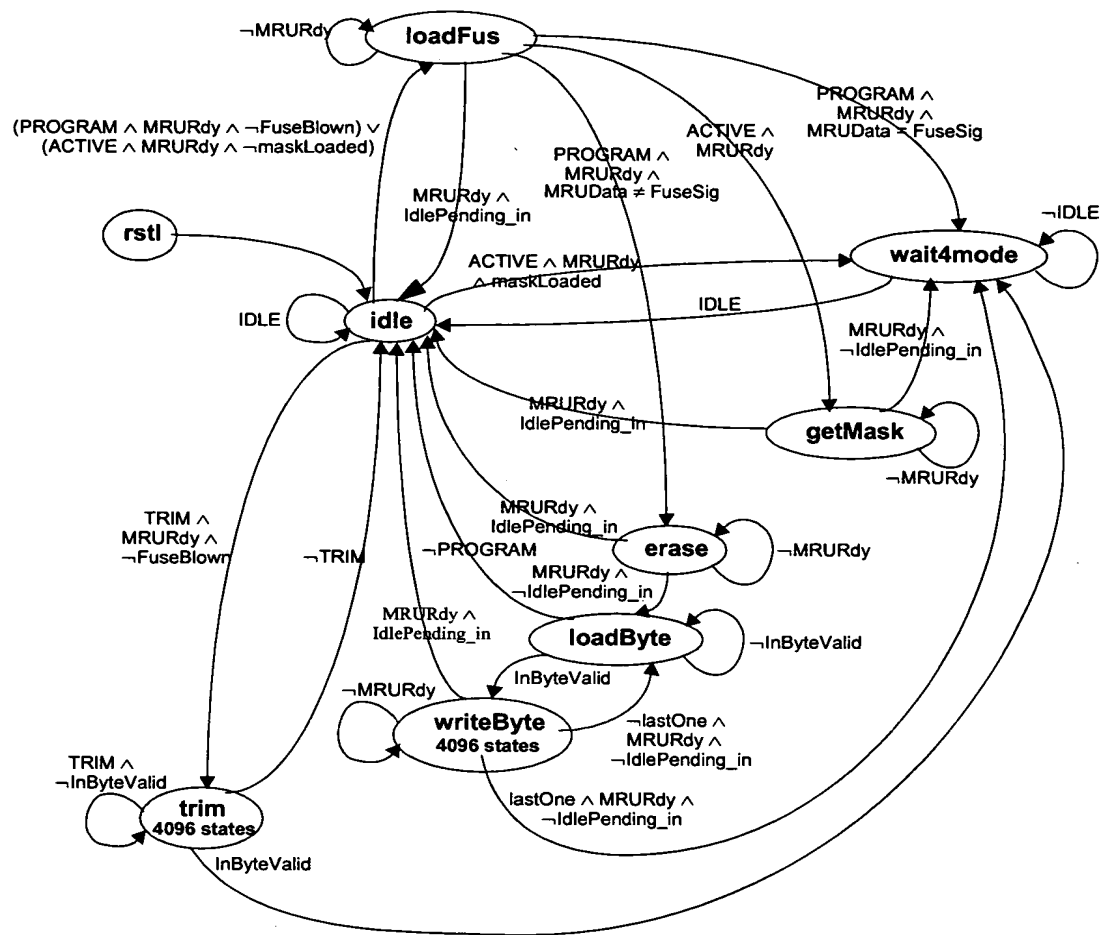 loadFus
¬MRURdy
PROGRAM ∧
MRURdy ∧
MRUData = FuseSig
(PROGRAM ∧ MRURdy ∧ ¬FuseBlown) ∨
(ACTIVE ∧ MRURdy ∧ ¬maskLoaded)
ACTIVE ∧
MRURdy
PROGRAM ∧
MRURdy ∧
MRUData ≠ FuseSig
MRURdy ∧
IdlePending_in
rstl
¬IDLE
wait4mode
ACTIVE ∧ MRURdy
∧ maskLoaded
IDLE
idle
IDLE
MRURdy ∧
¬IdlePending_in
MRURdy ∧
IdlePending_in
getMask
¬MRURdy
TRIM ∧
MRURdy ∧
¬FuseBlown
¬TRIM
MRURdy ∧
IdlePending_in
erase
¬MRURdy
¬PROGRAM
MRURdy ∧
¬IdlePending_in
MRURdy ∧
IdlePending_in
loadByte
¬InByteValid
InByteValid
¬MRURdy
writeByte
4096 states
¬lastOne ∧
MRURdy ∧
¬IdlePending_in
TRIM ∧
¬InByteValid
trim
4096 states
lastOne ∧ MRURdy ∧
¬IdlePending_in
InByteValid